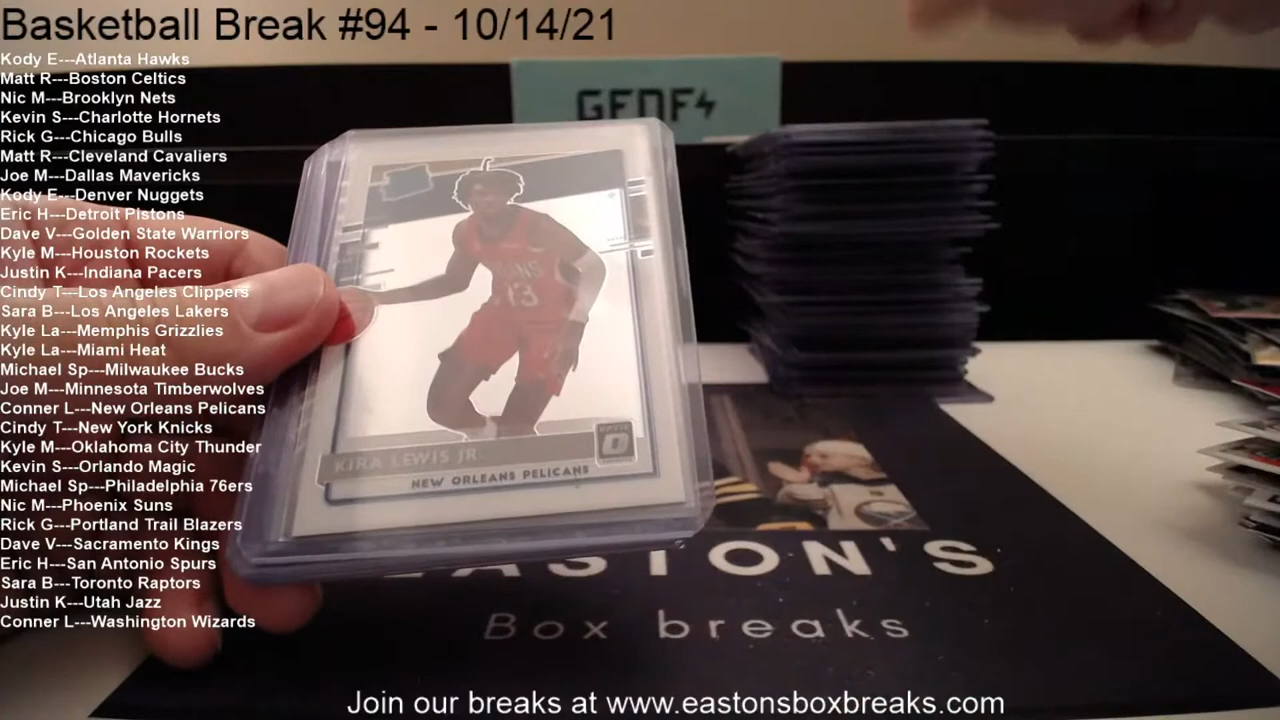 Basketball Break #94 - 10/14/21
Kody E---Atlanta Hawks
Matt R---Boston Celtics
Nic M---Brooklyn Nets
Kevin S---Charlotte Hornets
Rick G---Chicago Bulls
Matt R---Cleveland Cavaliers
Joe M---Dallas Mavericks
Kody E---Denver Nuggets
Eric H---Detroit Pistons
Dave V---Golden State Warriors
Kyle M---Houston Rockets
Justin K---Indiana Pacers
Cindy T---Los Angeles Clippers
Sara B---Los Angeles Lakers
Kyle La---Memphis Grizzlies
Kyle La---Miami Heat
Michael Sp---Milwaukee Bucks
Joe M---Minnesota Timberwolves
Conner L---New Orleans Pelicans
Cindy T---New York Knicks
Kyle M---Oklahoma City Thunder
Kevin S---Orlando Magic
Michael Sp---Philadelphia 76ers
Nic M---Phoenix Suns
Rick G---Portland Trail Blazers
Dave V---Sacramento Kings
Eric H---San Antonio Spurs
Sara B---Toronto Raptors
Justin K---Utah Jazz
Conner L---Washington Wizards
13
KIRA LEWIS JR.
NEW ORLEANS PELICANS
EASTON'S
Box breaks
Join our breaks at www.eastonsboxbreaks.com